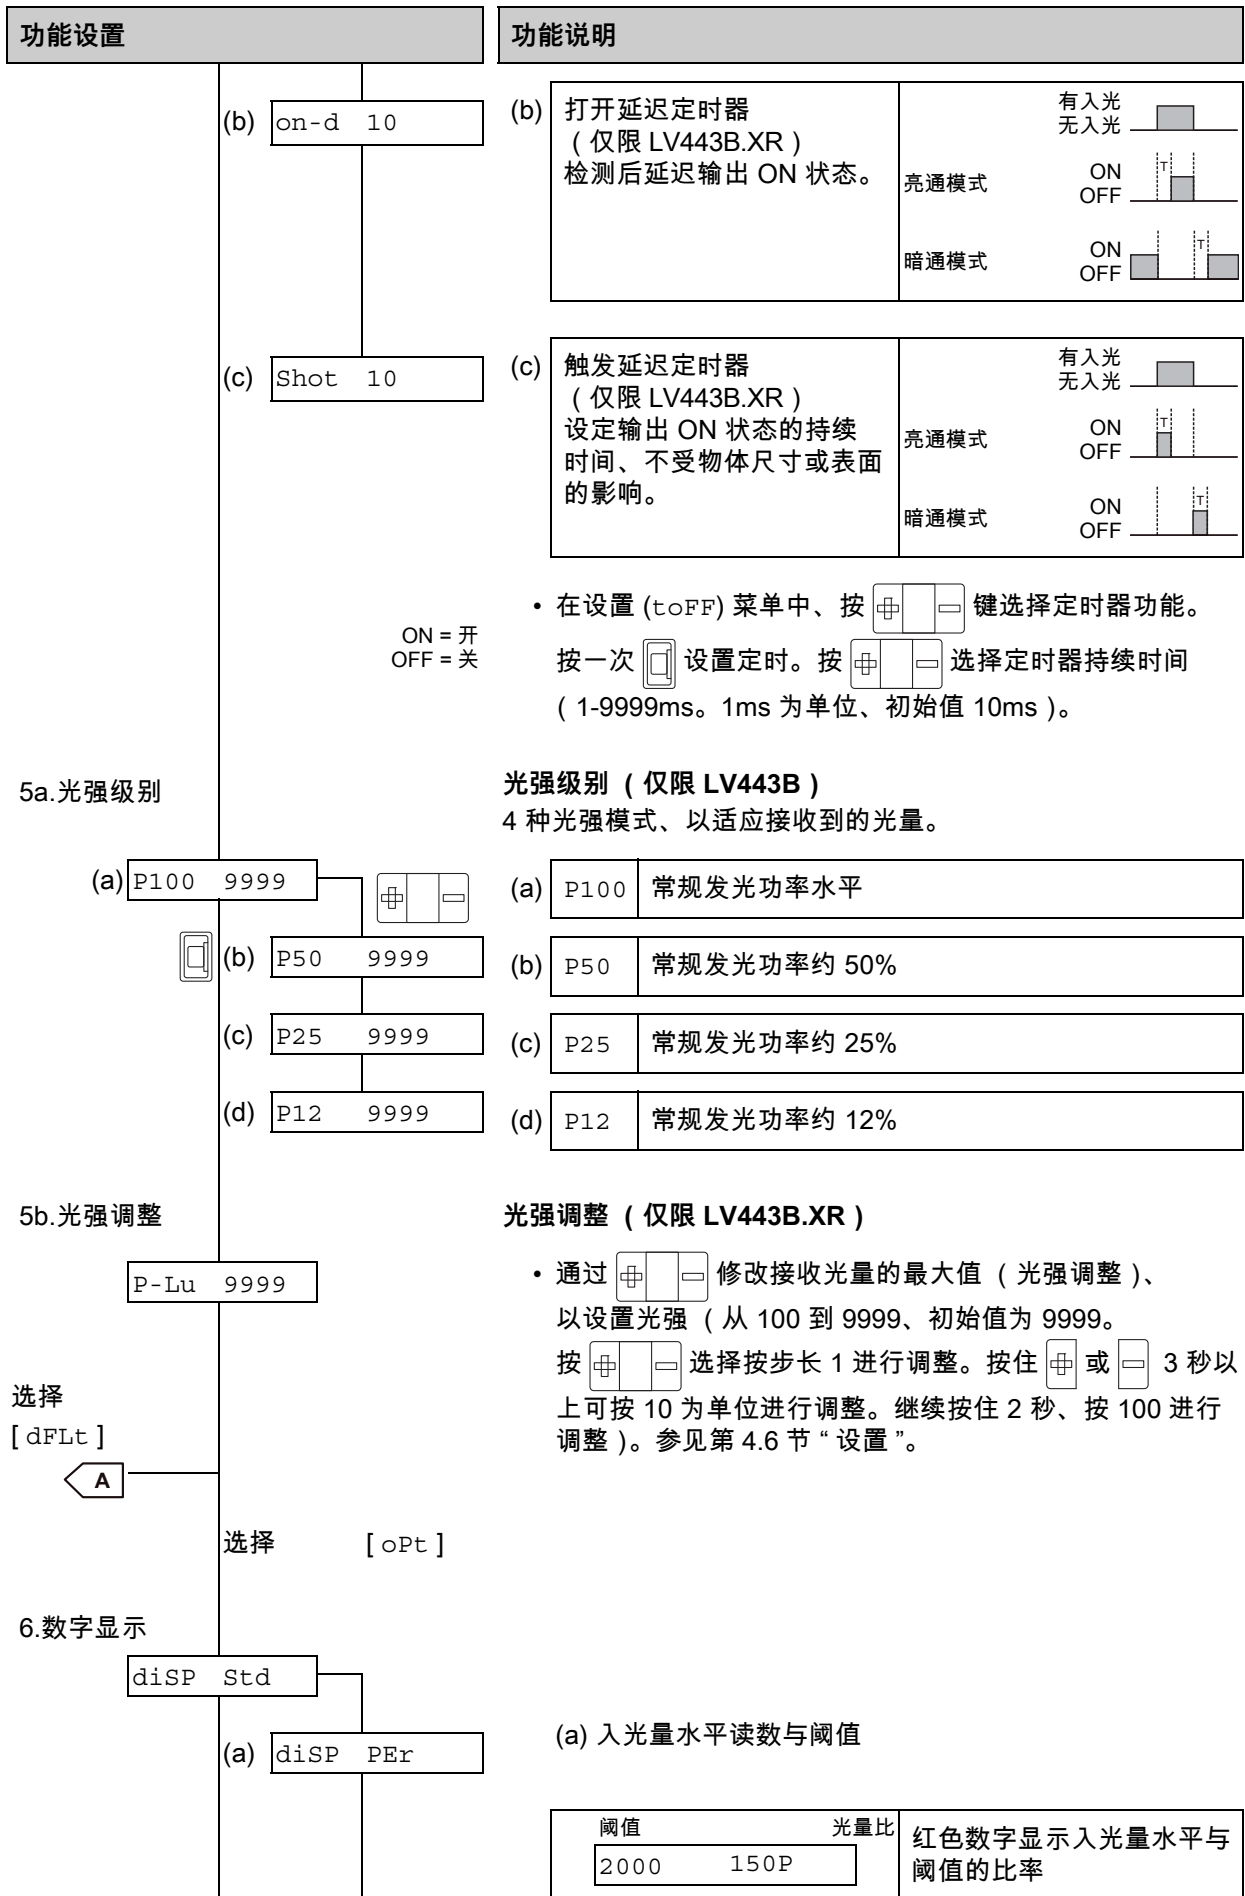 功能设置
功能说明
(b) on-d 10
(b) 打开延迟定时器
（仅限 LV443B.XR）
检测后延迟输出 ON 状态。
有入光
无入光
亮通模式
ON
OFF
T
暗通模式
ON
OFF
T
(c) Shot 10
(c) 触发延迟定时器
（仅限 LV443B.XR）
设定输出 ON 状态的持续
时间、不受物体尺寸或表面
的影响。
有入光
无入光
亮通模式
ON
OFF
T
暗通模式
ON
OFF
T
ON = 开
OFF = 关
• 在设置 (toFF) 菜单中、按 键选择定时器功能。
按一次 设置定时。按 选择定时器持续时间
（1-9999ms。1ms 为单位、初始值 10ms）。
5a.光强级别
光强级别 （仅限 LV443B）
4 种光强模式、以适应接收到的光量。
(a) P100 9999
(a) P100 常规发光功率水平
(b) P50 9999
(b) P50 常规发光功率约 50%
(c) P25 9999
(c) P25 常规发光功率约 25%
(d) P12 9999
(d) P12 常规发光功率约 12%
5b.光强调整
光强调整 （仅限 LV443B.XR）
P-Lu 9999
• 通过 修改接收光量的最大值 （光强调整）、
以设置光强 （从 100 到 9999、初始值为 9999。
按 选择按步长 1 进行调整。按住 或 3 秒以
上可按 10 为单位进行调整。继续按住 2 秒、按 100 进行
调整）。参见第 4.6 节 “ 设置 ”。
选择
[ dFLt ]
A
选择 [ oPt ]
6.数字显示
diSP Std
(a) diSP PEr
(a) 入光量水平读数与阈值
阈值 光量比
2000 150P
红色数字显示入光量水平与
阈值的比率